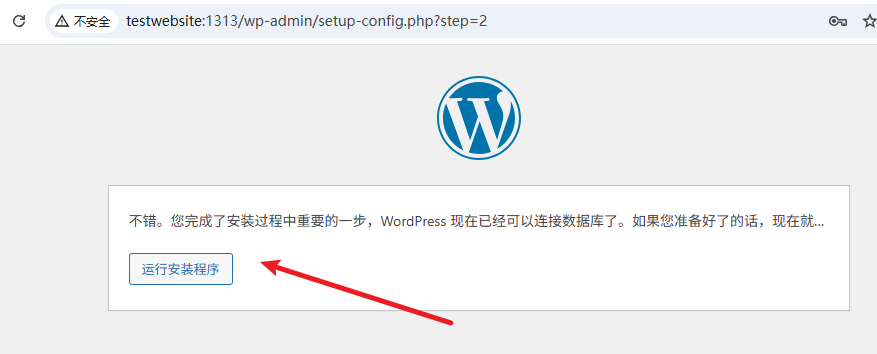 不安全
testwebsite:1313/wp-admin/setup-config.php?step=2
不错。您完成了安装过程中重要的一步，WordPress 现在已经可以连接数据库了。如果您准备好了的话，现在就...
运行安装程序